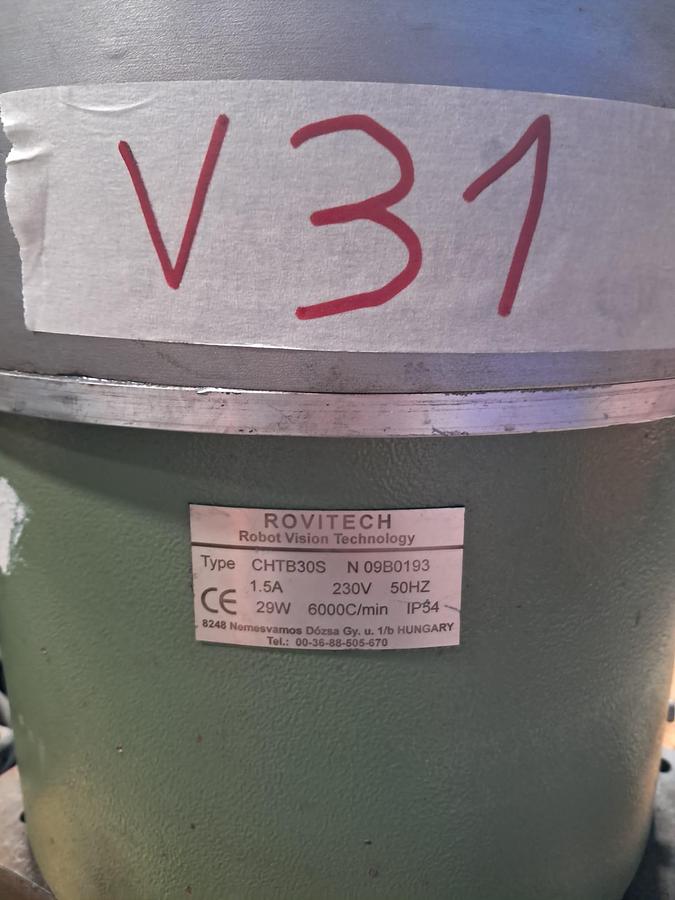 V 31
ROVITECH
Robot Vision Technology
Type CHTB30S N 09B0193
1.5A 230V 50HZ
CE 29W 6000C/min IP54
8248 Nemesvamos Dózsa Gy. u. 1/b HUNGARY
Tel.: 00-36-88-505-670